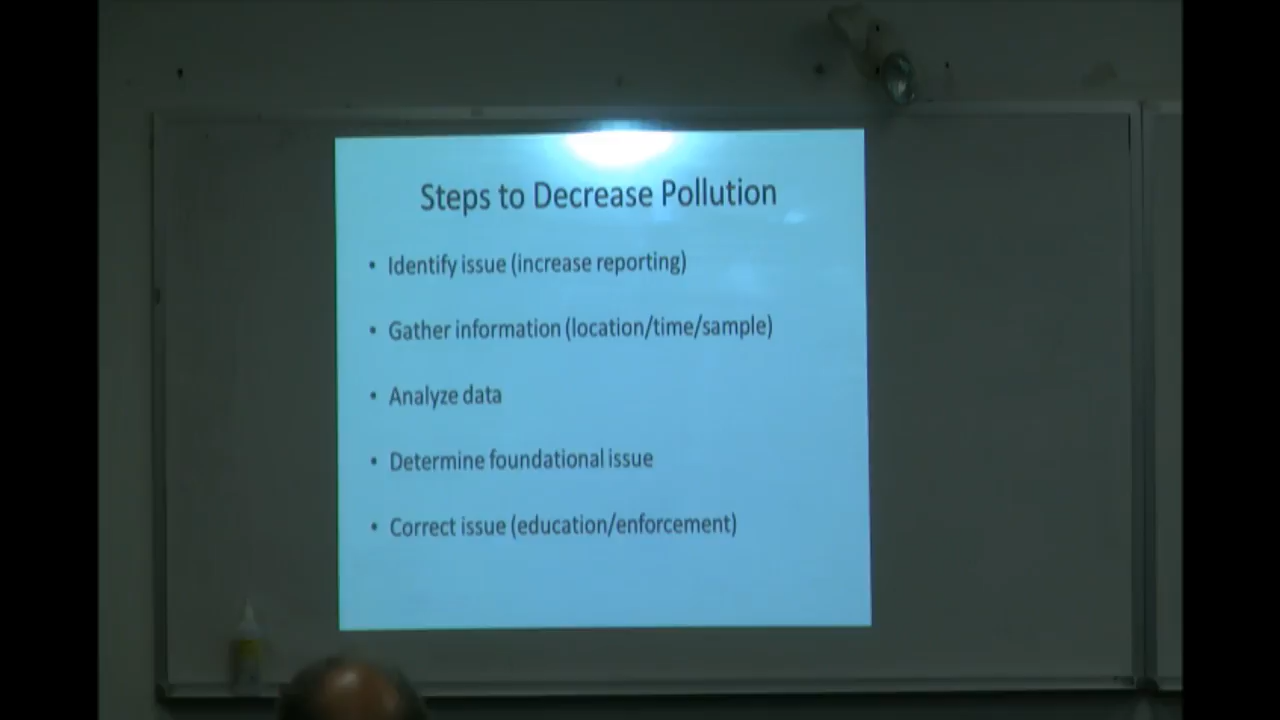 Steps to Decrease Pollution
• Identify issue (increase reporting)
• Gather information (location/time/sample)
• Analyze data
• Determine foundational issue
• Correct issue (education/enforcement)